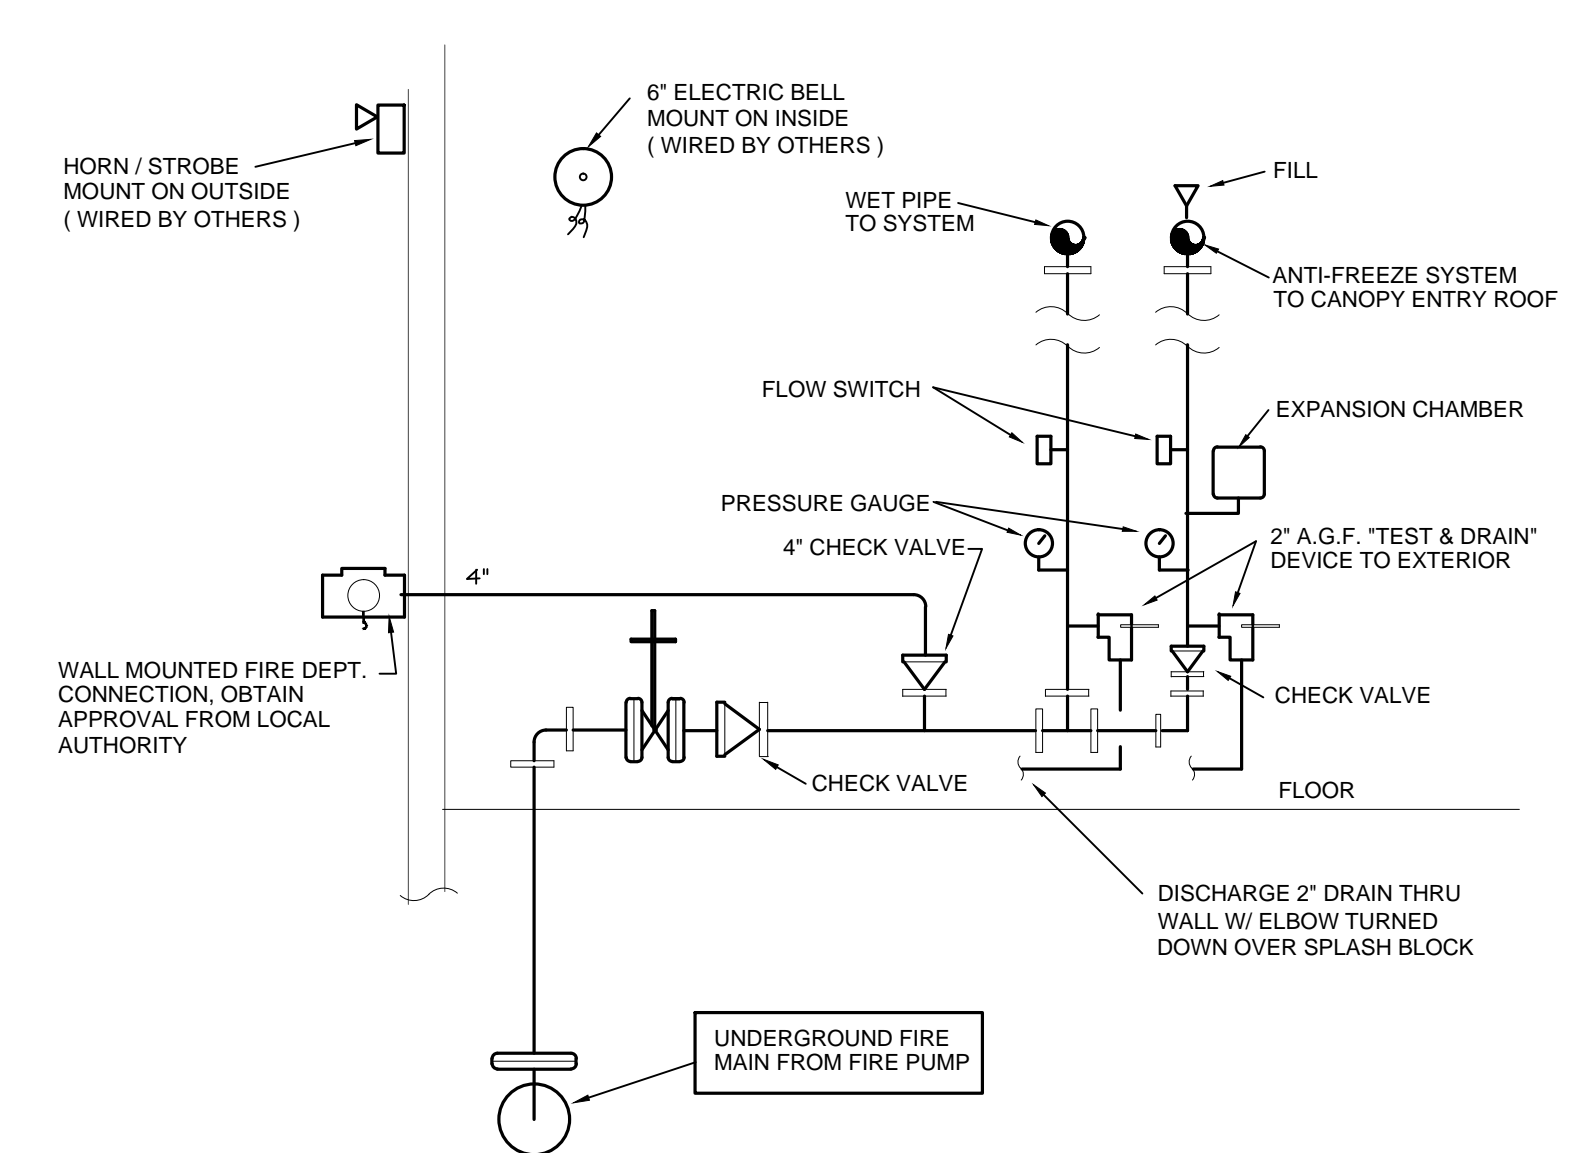 6" ELECTRIC BELL
MOUNT ON INSIDE
( WIRED BY OTHERS )
HORN / STROBE
MOUNT ON OUTSIDE
( WIRED BY OTHERS )
FILL
WET PIPE
TO SYSTEM
ANTI-FREEZE SYSTEM
TO CANOPY ENTRY ROOF
FLOW SWITCH
EXPANSION CHAMBER
PRESSURE GAUGE
4" CHECK VALVE
2" A.G.F. "TEST & DRAIN"
DEVICE TO EXTERIOR
4"
WALL MOUNTED FIRE DEPT.
CONNECTION, OBTAIN
APPROVAL FROM LOCAL
AUTHORITY
CHECK VALVE
CHECK VALVE
FLOOR
DISCHARGE 2" DRAIN THRU
WALL W/ ELBOW TURNED
DOWN OVER SPLASH BLOCK
UNDERGROUND FIRE
MAIN FROM FIRE PUMP